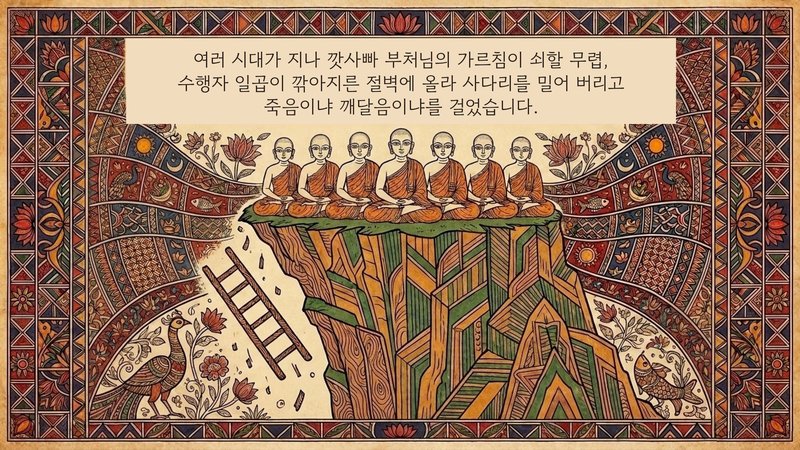 여러 시대가 지나 깟사빠 부처님의 가르침이 쇠할 무렵,
수행자 일곱이 깎아지른 절벽에 올라 사다리를 밀어 버리고
죽음이냐 깨달음이냐를 걸었습니다.